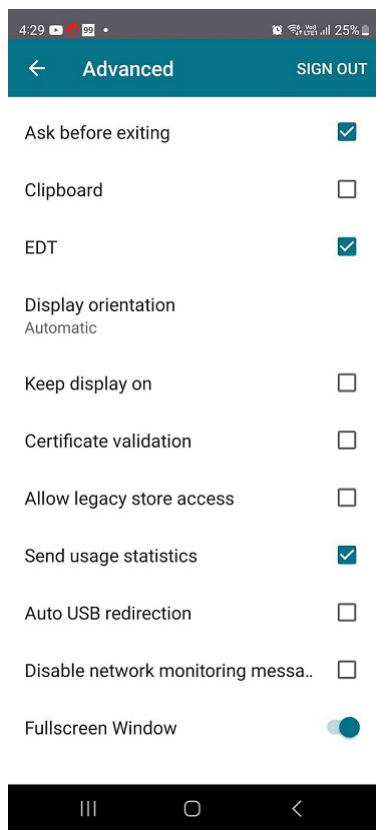 4:29 99 25%
Advanced SIGN OUT
Ask before exiting
Clipboard
EDT
Display orientation
Automatic
Keep display on
Certificate validation
Allow legacy store access
Send usage statistics
Auto USB redirection
Disable network monitoring messa..
Fullscreen Window